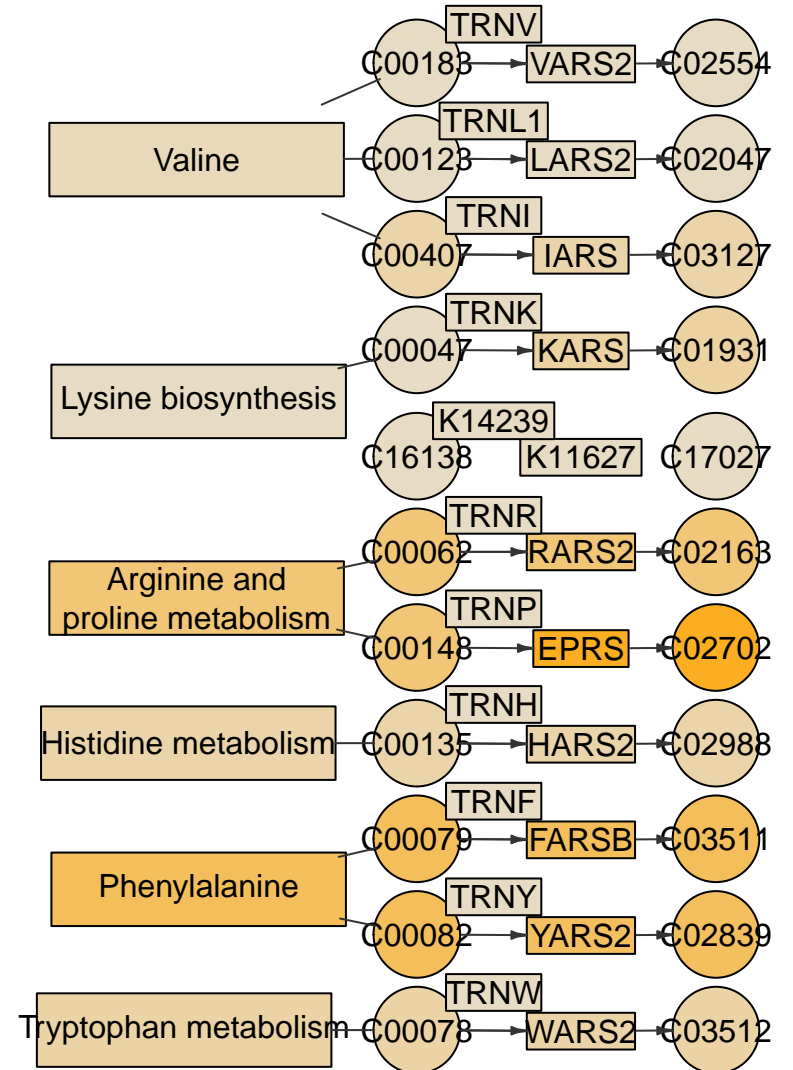 TRNV
C00183
VARS2
C02554
TRNL1
Valine
C00123
LARS2
C02047
TRNI
C00407
IARS
C03127
TRNK
C00047
KARS
C01931
Lysine biosynthesis
K14239
C16138
K11627
C17027
TRNR
C00062
RARS2
C02163
Arginine and
proline metabolism
TRNP
C00148
EPRS
C02702
TRNH
Histidine metabolism
C00135
HARS2
C02988
TRNF
C00079
FARSB
C03511
Phenylalanine
TRNY
C00082
YARS2
C02839
TRNW
Tryptophan metabolism
C00078
WARS2
C03512